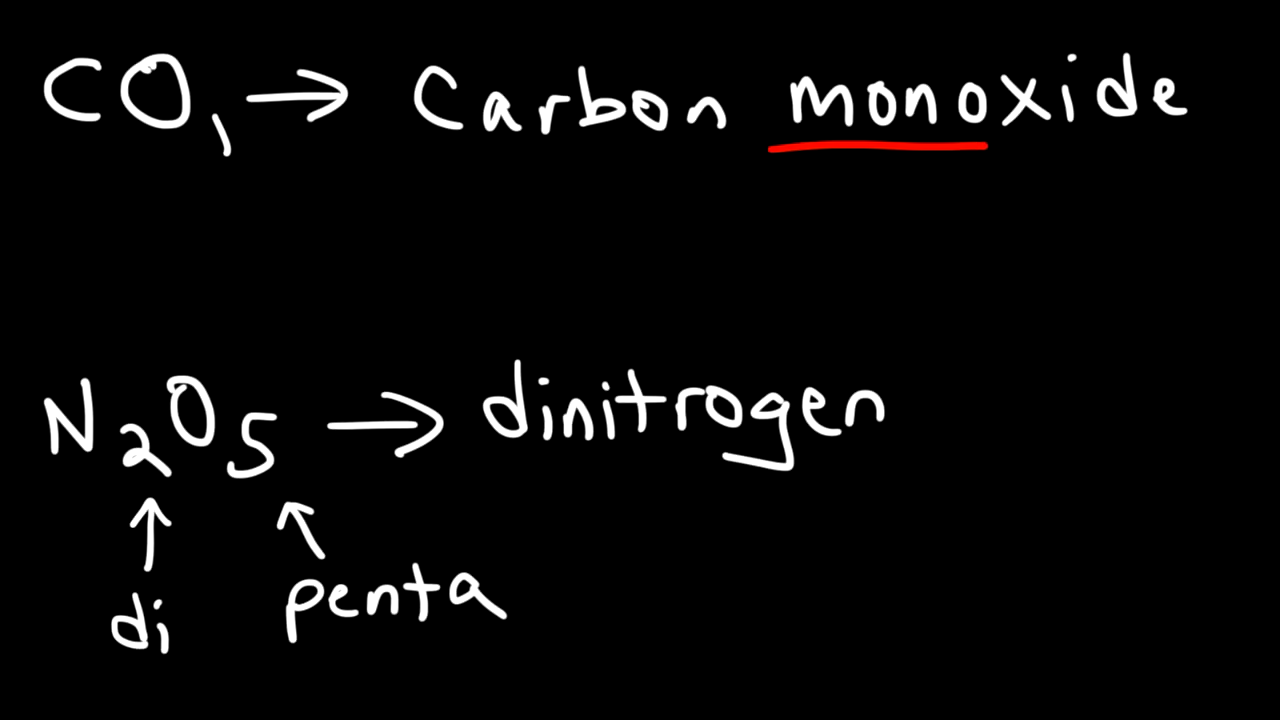 CO₁ → Carbon monoxide
N₂O₅ → dinitrogen
↑ ↑
di penta